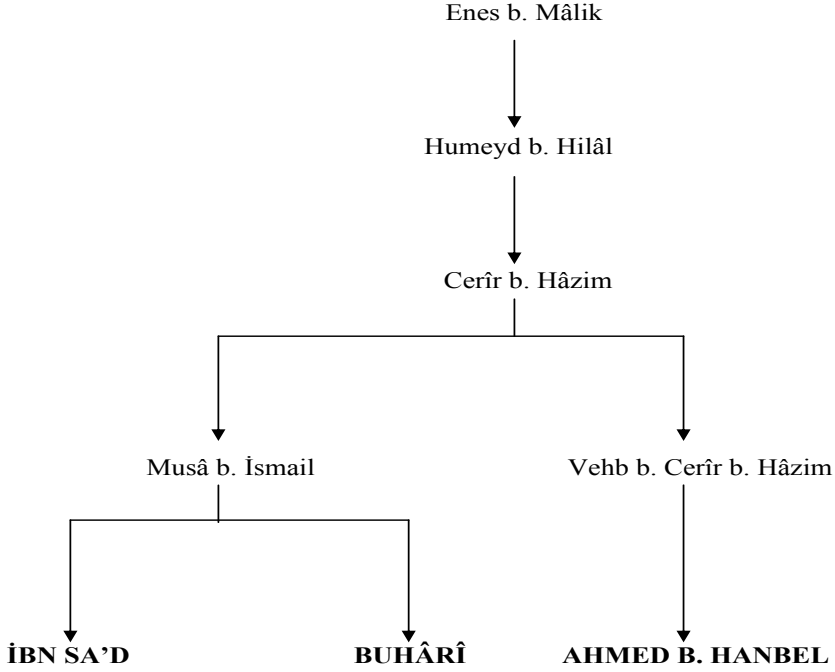 Enes b. Mâlik
Humeyd b. Hilâl
Cerîr b. Hâzim
Musâ b. İsmail
Vehb b. Cerîr b. Hâzim
İBN SA’D
BUHÂRÎ
AHMED B. HANBEL